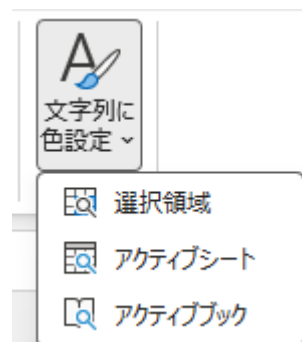 文字列に
色設定
選択領域
アクティブシート
アクティブブック